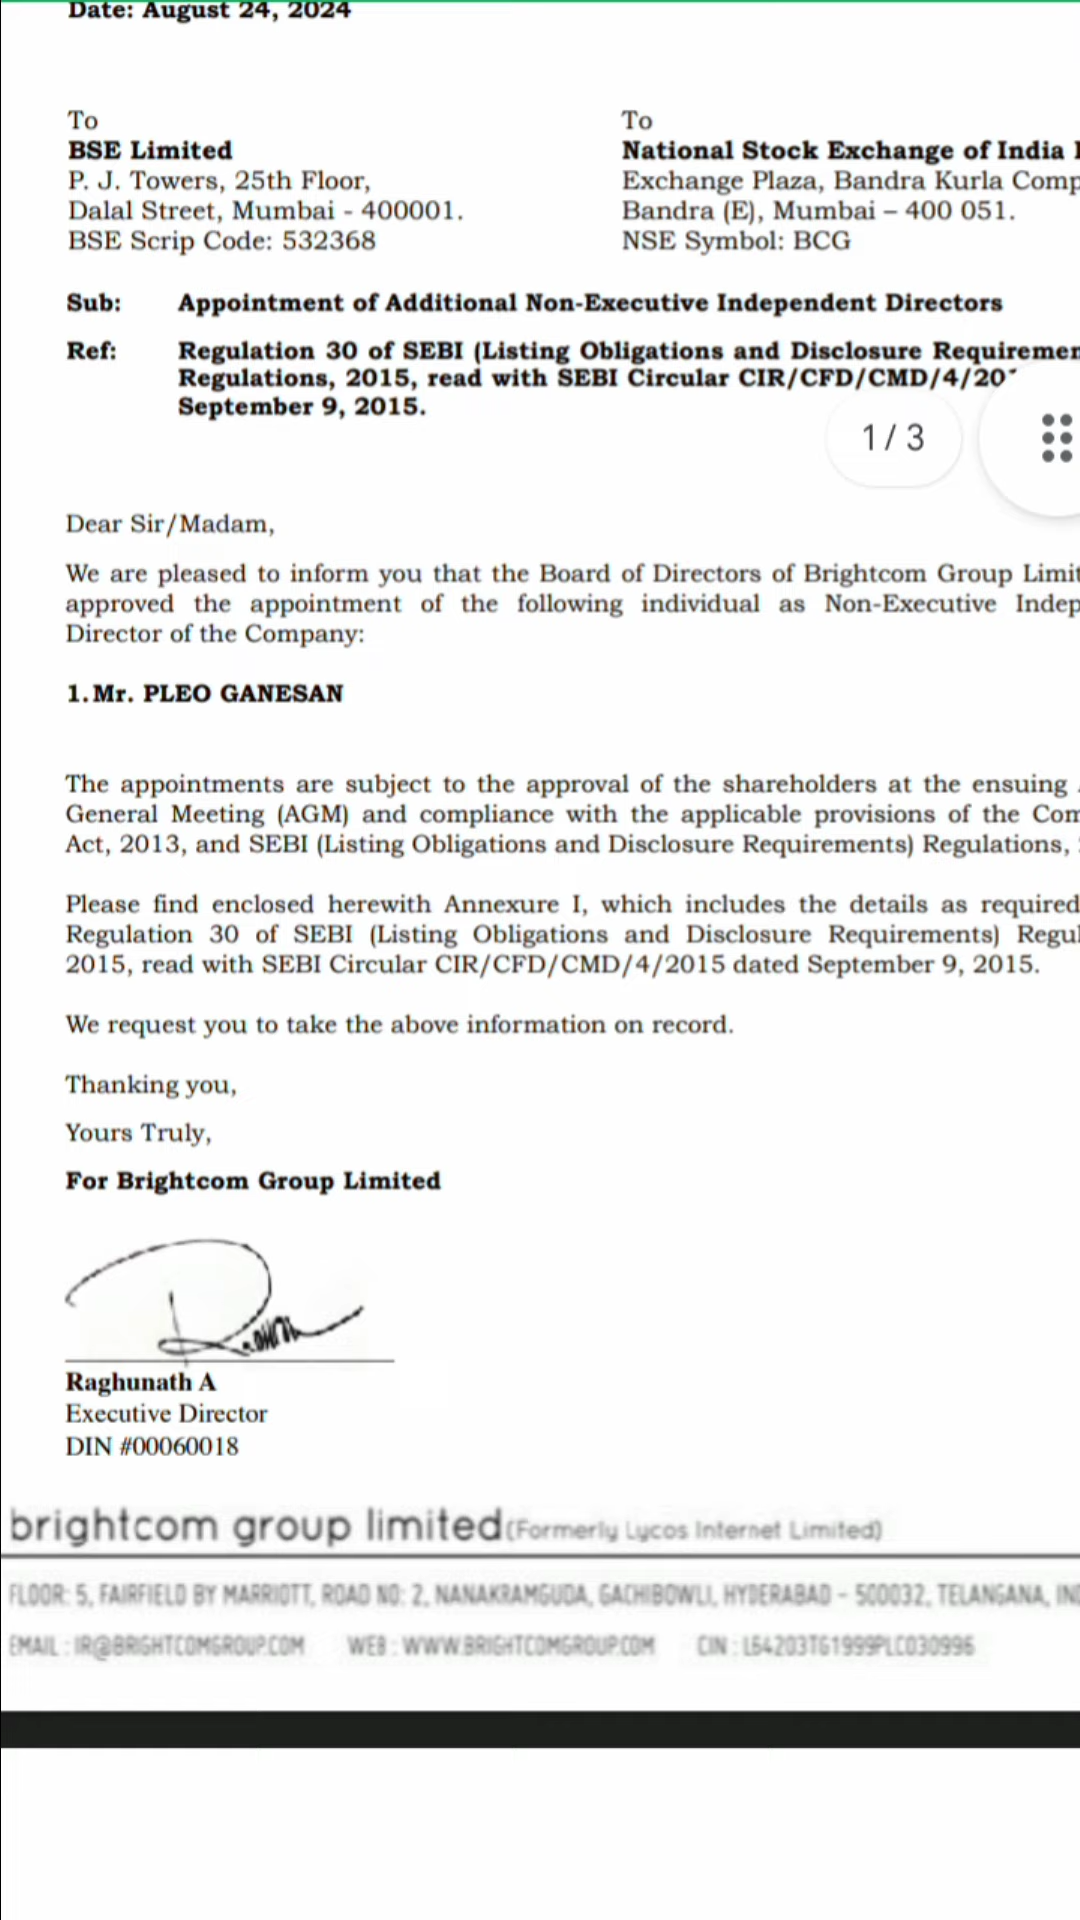 Date: August 24, 2024
To
BSE Limited
P. J. Towers, 25th Floor,
Dalal Street, Mumbai - 400001.
BSE Scrip Code: 532368
To
National Stock Exchange of India
Exchange Plaza, Bandra Kurla Comp
Bandra (E), Mumbai – 400 051.
NSE Symbol: BCG
Sub: Appointment of Additional Non-Executive Independent Directors
Ref: Regulation 30 of SEBI (Listing Obligations and Disclosure Requiremen
Regulations, 2015, read with SEBI Circular CIR/CFD/CMD/4/20
September 9, 2015.
1 / 3
Dear Sir/Madam,
We are pleased to inform you that the Board of Directors of Brightcom Group Limit
approved the appointment of the following individual as Non-Executive Indep
Director of the Company:
1. Mr. PLEO GANESAN
The appointments are subject to the approval of the shareholders at the ensuing
General Meeting (AGM) and compliance with the applicable provisions of the Com
Act, 2013, and SEBI (Listing Obligations and Disclosure Requirements) Regulations,
Please find enclosed herewith Annexure I, which includes the details as required
Regulation 30 of SEBI (Listing Obligations and Disclosure Requirements) Regul
2015, read with SEBI Circular CIR/CFD/CMD/4/2015 dated September 9, 2015.
We request you to take the above information on record.
Thanking you,
Yours Truly,
For Brightcom Group Limited
Raghunath A
Executive Director
DIN #00060018
brightcom group limited (Formerly Lycos Internet Limited)
FLOOR: 5, FAIRFIELD BY MARRIOTT, ROAD NO: 2, NANAKRAMGUDA, GACHIBOWLI, HYDERABAD - 500032, TELANGANA, IND
EMAIL : IR@BRIGHTCOMGROUP.COM WEB : WWW.BRIGHTCOMGROUP.COM CIN : L64203TG1999PLC030996